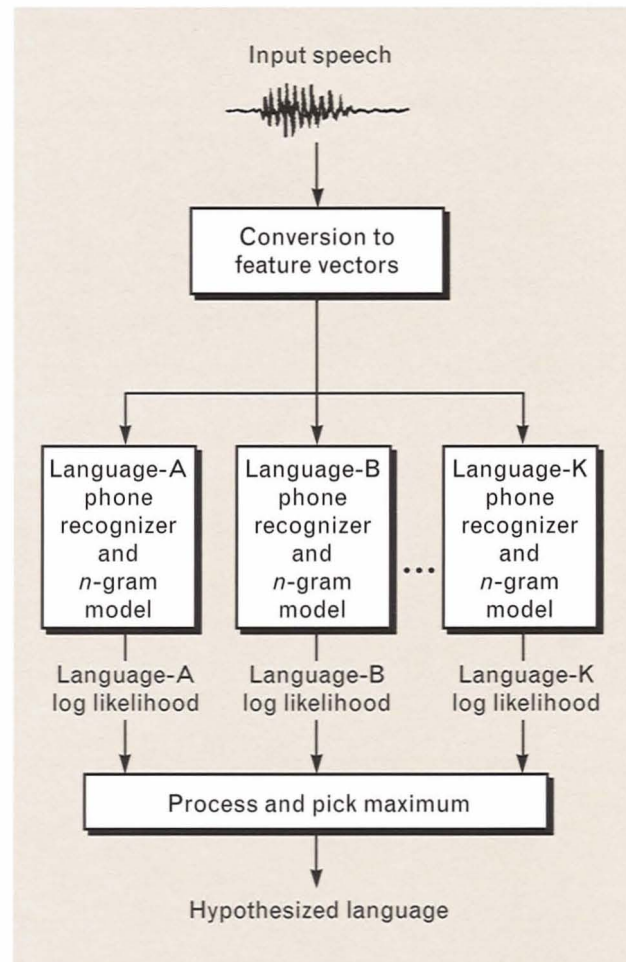 Input speech
Conversion to
feature vectors
Language-A
phone
recognizer
and
n-gram
model
Language-B
phone
recognizer
and
n-gram
model
...
Language-K
phone
recognizer
and
n-gram
model
Language-A
log likelihood
Language-B
log likelihood
Language-K
log likelihood
Process and pick maximum
Hypothesized language